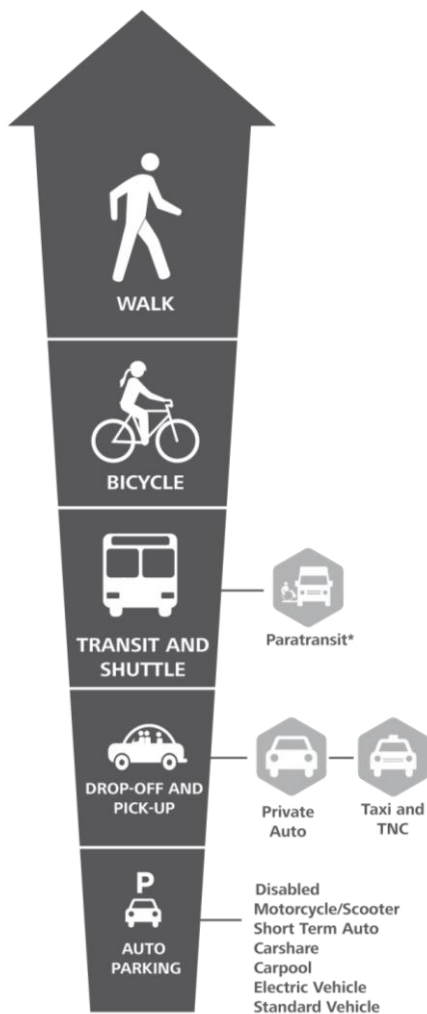 WALK
BICYCLE
TRANSIT AND
SHUTTLE
Paratransit*
DROP-OFF AND
PICK-UP
Private
Auto
Taxi and
TNC
P
AUTO
PARKING
Disabled
Motorcycle/Scooter
Short Term Auto
Carshare
Carpool
Electric Vehicle
Standard Vehicle